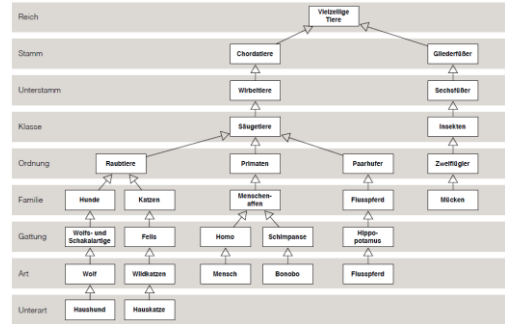 Reich
Vielzellige
Tiere
Stamm
Chordatiere
Gliederfüßer
Unterstamm
Wirbeltiere
Sechsfüßer
Klasse
Säugetiere
Insekten
Ordnung
Raubtiere
Primaten
Paarhufer
Zweiflügler
Familie
Hunde
Katzen
Menschen-
affen
Flusspferd
Mücken
Gattung
Wolfs- und
Schakalartige
Felis
Homo
Schimpanse
Hippo-
potamus
Art
Wolf
Wildkatzen
Mensch
Bonobo
Flusspferd
Unterart
Haushund
Hauskatze